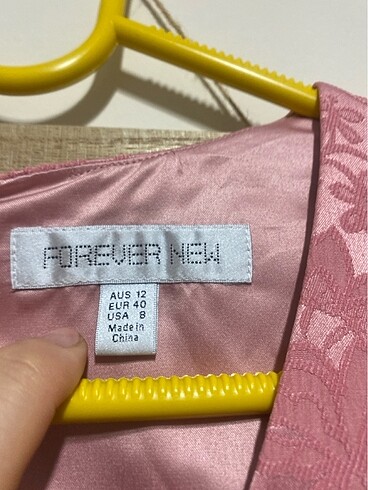 FOREVER NEW
AUS 12
EUR 40
USA 8
Made in
China